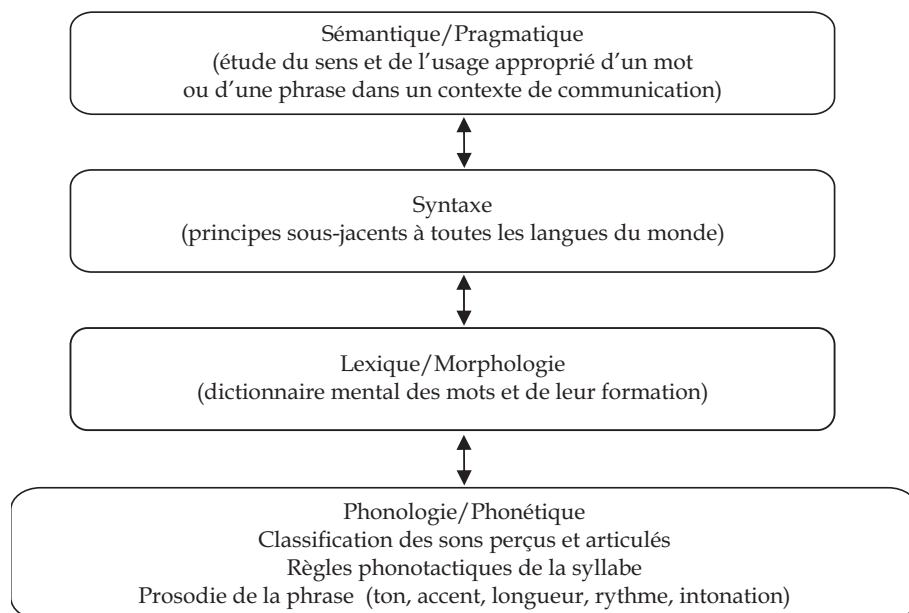 Sémantique/Pragmatique
(étude du sens et de l’usage approprié d’un mot
ou d’une phrase dans un contexte de communication)
Syntaxe
(principes sous-jacents à toutes les langues du monde)
Lexique/Morphologie
(dictionnaire mental des mots et de leur formation)
Phonologie/Phonétique
Classification des sons perçus et articulés
Règles phonotactiques de la syllabe
Prosodie de la phrase (ton, accent, longueur, rythme, intonation)